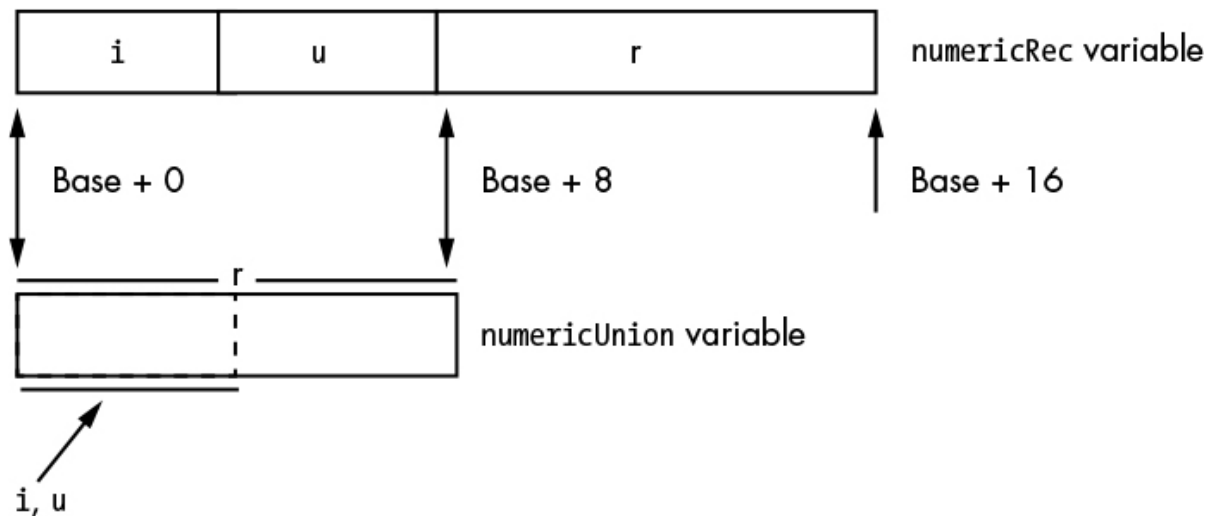 i u r numericRec variable
Base + 0 Base + 8 Base + 16
r
numericUnion variable
i, u